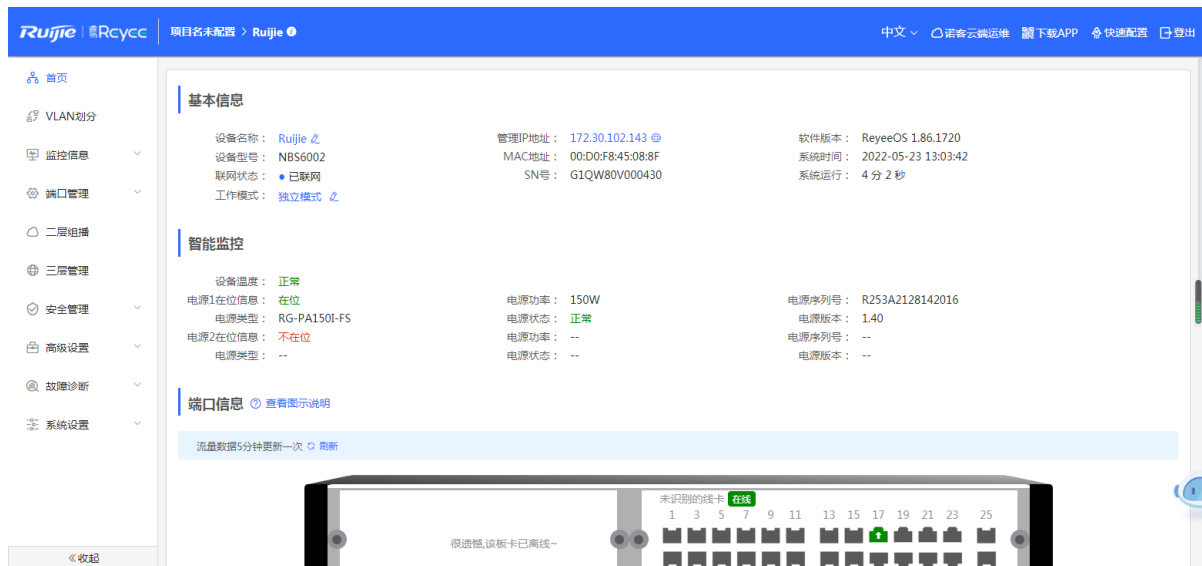 Ruijie 睿易 Rcycc 项目名未配置 > Ruijie
中文 诺客云端运维 下载APP 快速配置 登出
首页
VLAN划分
监控信息
端口管理
二层组播
三层管理
安全管理
高级设置
故障诊断
系统设置
《收起
基本信息
设备名称： Ruijie 管理IP地址： 172.30.102.143 软件版本： ReyeeOS 1.86.1720
设备型号： NBS6002 MAC地址： 00:D0:F8:45:08:8F 系统时间： 2022-05-23 13:03:42
联网状态： 已联网 SN号： G1QW80V000430 系统运行： 4 分 2 秒
工作模式： 独立模式
智能监控
设备温度： 正常
电源1在位信息： 在位 电源功率： 150W 电源序列号： R253A2128142016
电源类型： RG-PA150I-FS 电源状态： 正常 电源版本： 1.40
电源2在位信息： 不在位 电源功率： -- 电源序列号： --
电源类型： -- 电源状态： -- 电源版本： --
端口信息 查看图示说明
流量数据5分钟更新一次 刷新
未识别的线卡 在线
1 3 5 7 9 11 13 15 17 19 21 23 25
很遗憾,该板卡已离线~